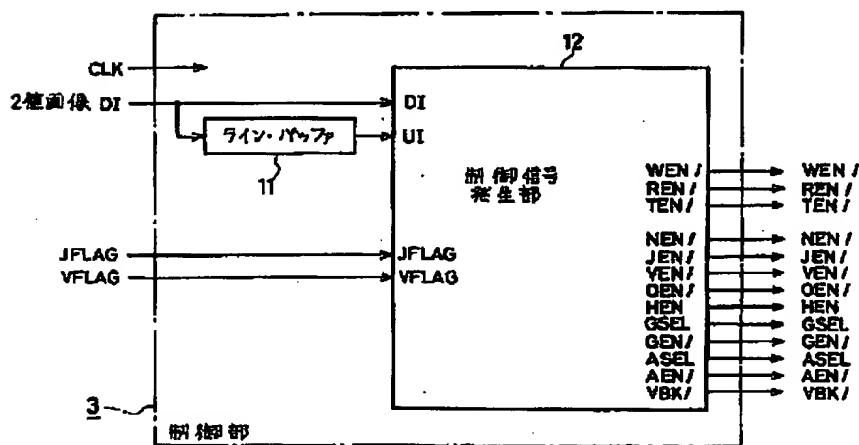 12
CLK
2値画像 DI
DI
ライン・バッファ
UI
11
制御信号
発生部
WEN/ WEN/
REN/ REN/
TEN/ TEN/
JFLAG JFLAG
VFLAG VFLAG
NEN/ NEN/
JEN/ JEN/
VEN/ VEN/
OEN/ OEN/
HEN HEN
GSEL GSEL
GEN/ GEN/
ASEL ASEL
AEN/ AEN/
VBK/ VBK/
3
制御部